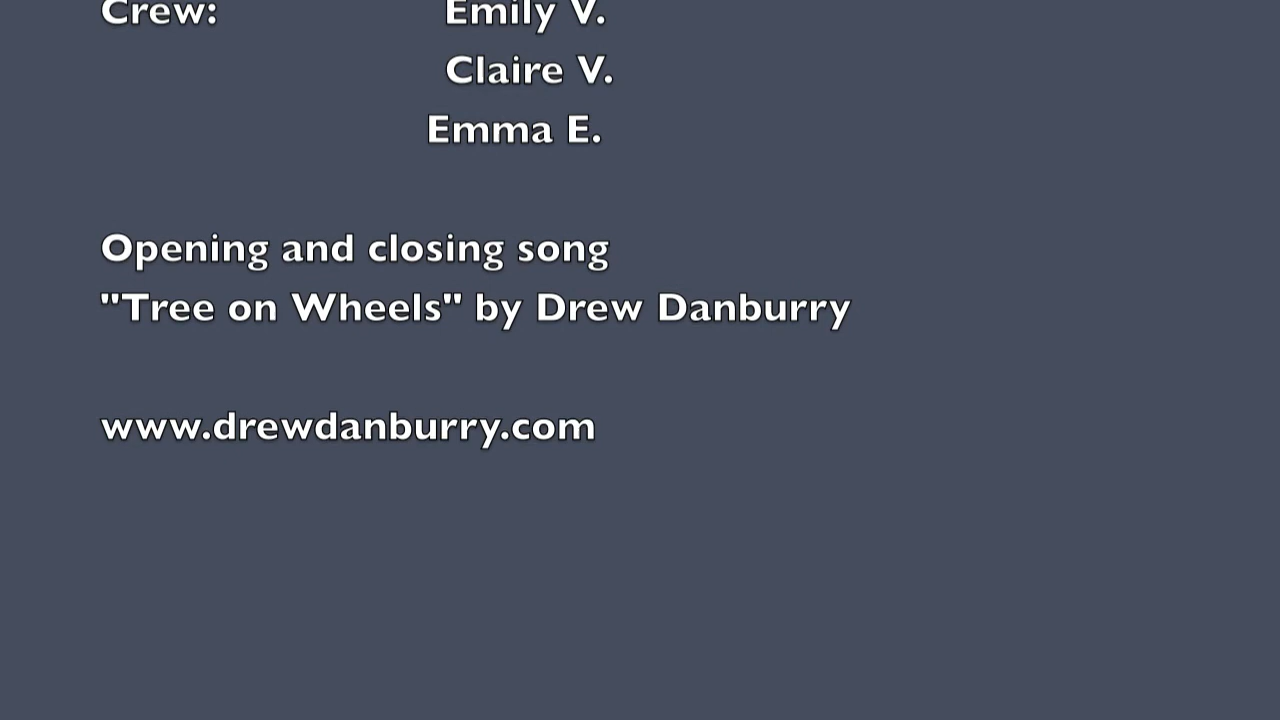 Crew: Emily V.
Claire V.
Emma E.
Opening and closing song
"Tree on Wheels" by Drew Danburry
www.drewdanburry.com